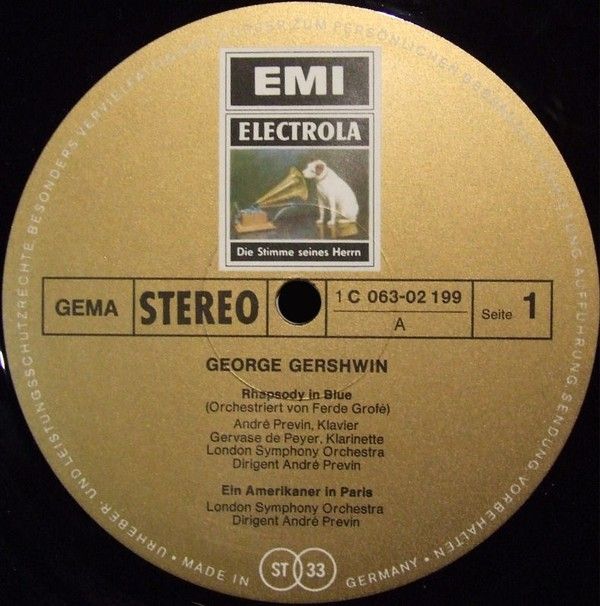 EMI
ELECTROLA
Die Stimme seines Herrn
GEMA
STEREO
1 C 063-02 199
A
Seite 1
GEORGE GERSHWIN
Rhapsody in Blue
(Orchestriert von Ferde Grofé)
André Previn, Klavier
Gervase de Peyer, Klarinette
London Symphony Orchestra
Dirigent André Previn
Ein Amerikaner in Paris
London Symphony Orchestra
Dirigent André Previn
URHEBER- UND LEISTUNGSSCHUTZRECHTE BESONDERS ZUM PERSÖNLICHER AUFFÜHRUNG SENDUNG VORBEHALTEN
• MADE IN
ST 33
GERMANY •